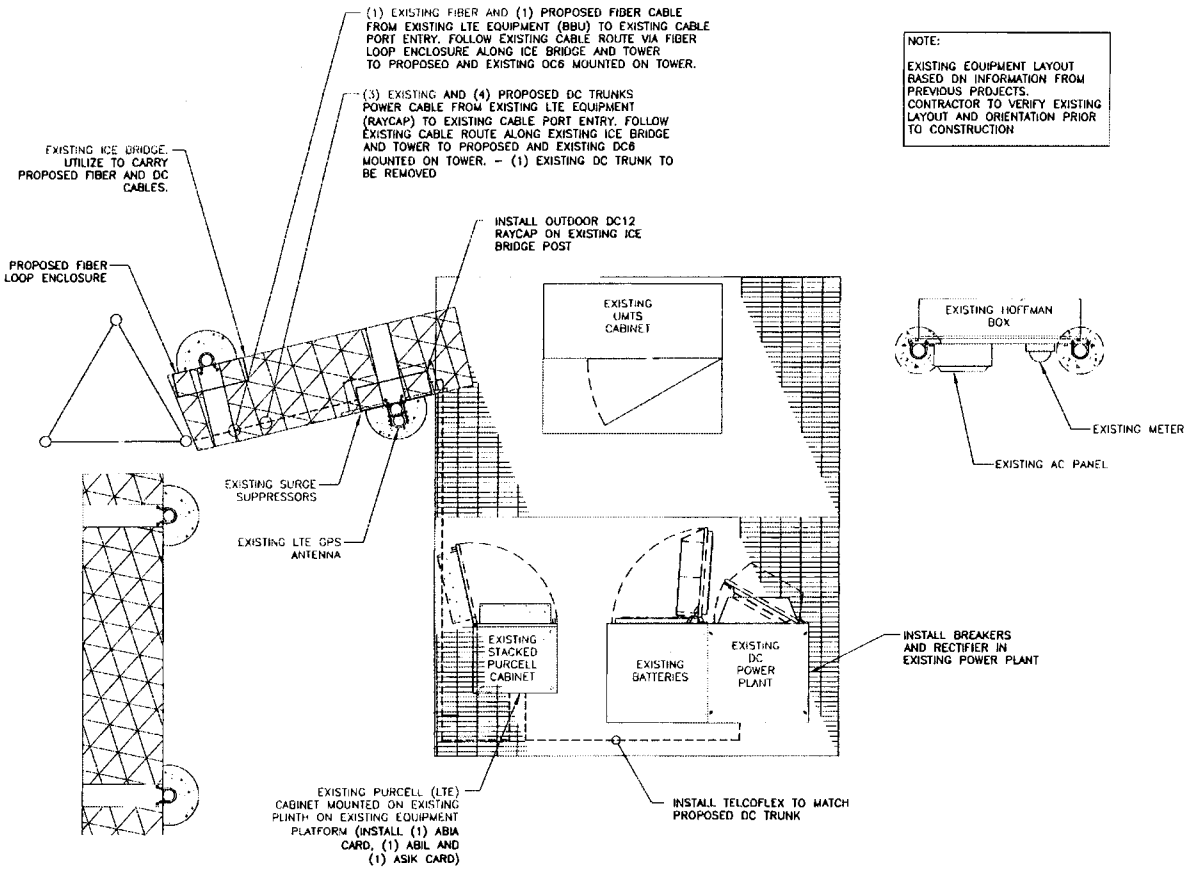 (1) EXISTING FIBER AND (1) PROPOSED FIBER CABLE
FROM EXISTING LTE EQUIPMENT (BBU) TO EXISTING CABLE
PORT ENTRY. FOLLOW EXISTING CABLE ROUTE VIA FIBER
LOOP ENCLOSURE ALONG ICE BRIDGE AND TOWER
TO PROPOSED AND EXISTING DC6 MOUNTED ON TOWER.
(3) EXISTING AND (4) PROPOSED DC TRUNKS
POWER CABLE FROM EXISTING LTE EQUIPMENT
(RAYCAP) TO EXISTING CABLE PORT ENTRY. FOLLOW
EXISTING CABLE ROUTE ALONG EXISTING ICE BRIDGE
AND TOWER TO PROPOSED AND EXISTING DC6
MOUNTED ON TOWER. – (1) EXISTING DC TRUNK TO
BE REMOVED
NOTE:
EXISTING EQUIPMENT LAYOUT
BASED ON INFORMATION FROM
PREVIOUS PROJECTS.
CONTRACTOR TO VERIFY EXISTING
LAYOUT AND ORIENTATION PRIOR
TO CONSTRUCTION
EXISTING ICE BRIDGE.
UTILIZE TO CARRY
PROPOSED FIBER AND DC
CABLES.
INSTALL OUTDOOR DC12
RAYCAP ON EXISTING ICE
BRIDGE POST
PROPOSED FIBER
LOOP ENCLOSURE
EXISTING
UMTS
CABINET
EXISTING HOFFMAN
BOX
EXISTING METER
EXISTING AC PANEL
EXISTING SURGE
SUPPRESSORS
EXISTING LTE GPS
ANTENNA
EXISTING
STACKED
PURCELL
CABINET
EXISTING
BATTERIES
EXISTING
DC
POWER
PLANT
INSTALL BREAKERS
AND RECTIFIER IN
EXISTING POWER PLANT
EXISTING PURCELL (LTE)
CABINET MOUNTED ON EXISTING
PLINTH ON EXISTING EQUIPMENT
PLATFORM (INSTALL (1) ABIA
CARD, (1) ABIL AND
(1) ASIK CARD)
INSTALL TELCOFLEX TO MATCH
PROPOSED DC TRUNK